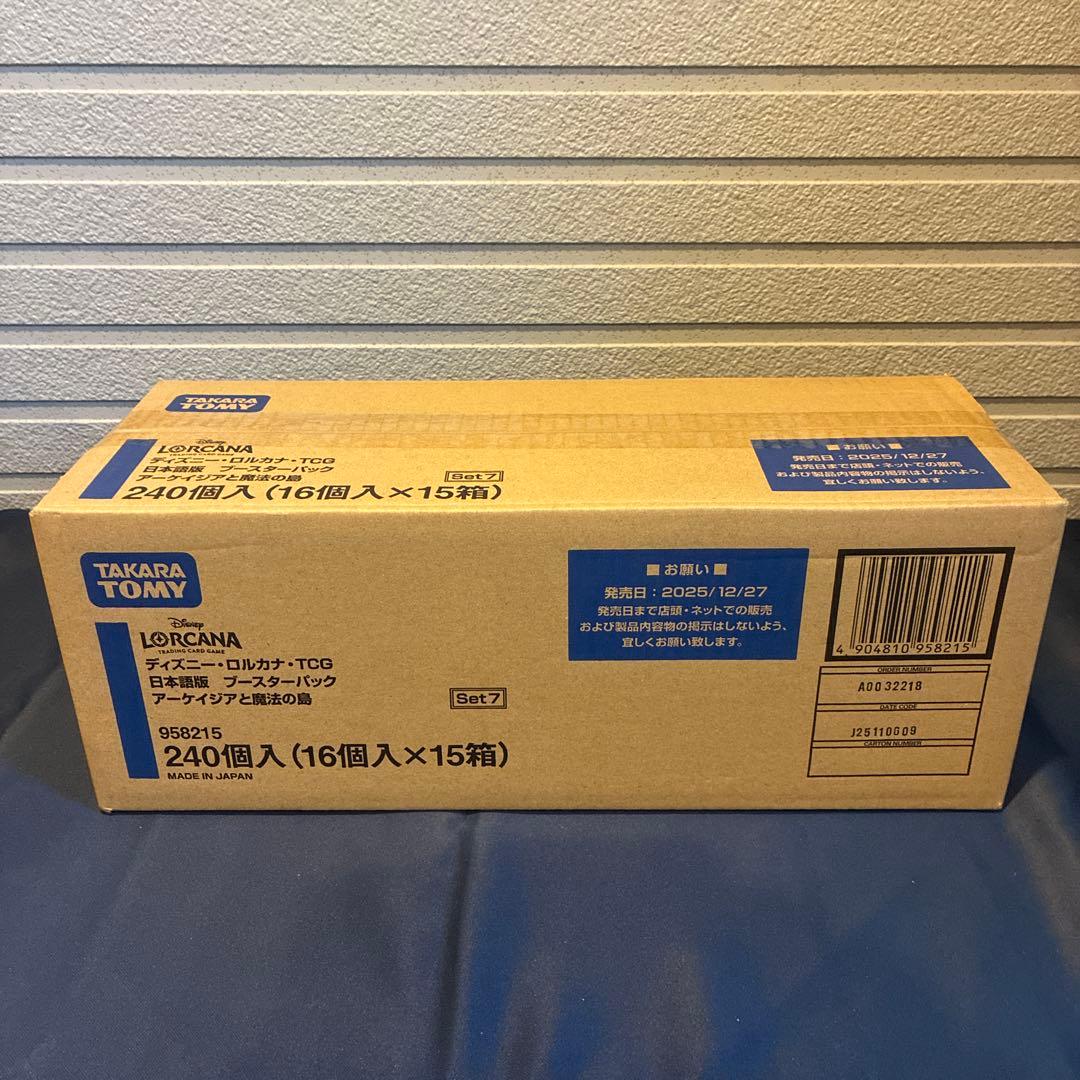 TAKARA
TOMY
Disney
LORCANA
TRADING CARD GAME
ディズニー・ロルカナ・TCG
日本語版 ブースターパック
アーケイジアと魔法の島
Set7
240個入(16個入×15箱)
■お願い■
発売日:2025/12/27
発売日まで店頭・ネットでの販売
および製品内容物の掲示はしないよう、
宜しくお願い致します。
TAKARA
TOMY
Disney
LORCANA
TRADING CARD GAME
ディズニー・ロルカナ・TCG
日本語版 ブースターパック
アーケイジアと魔法の島
Set7
958215
240個入(16個入×15箱)
MADE IN JAPAN
■お願い■
発売日:2025/12/27
発売日まで店頭・ネットでの販売
および製品内容物の掲示はしないよう、
宜しくお願い致します。
4 904810 958215
ORDER NUMBER
A0032218
DATE CODE
J25110609
CARTON NUMBER